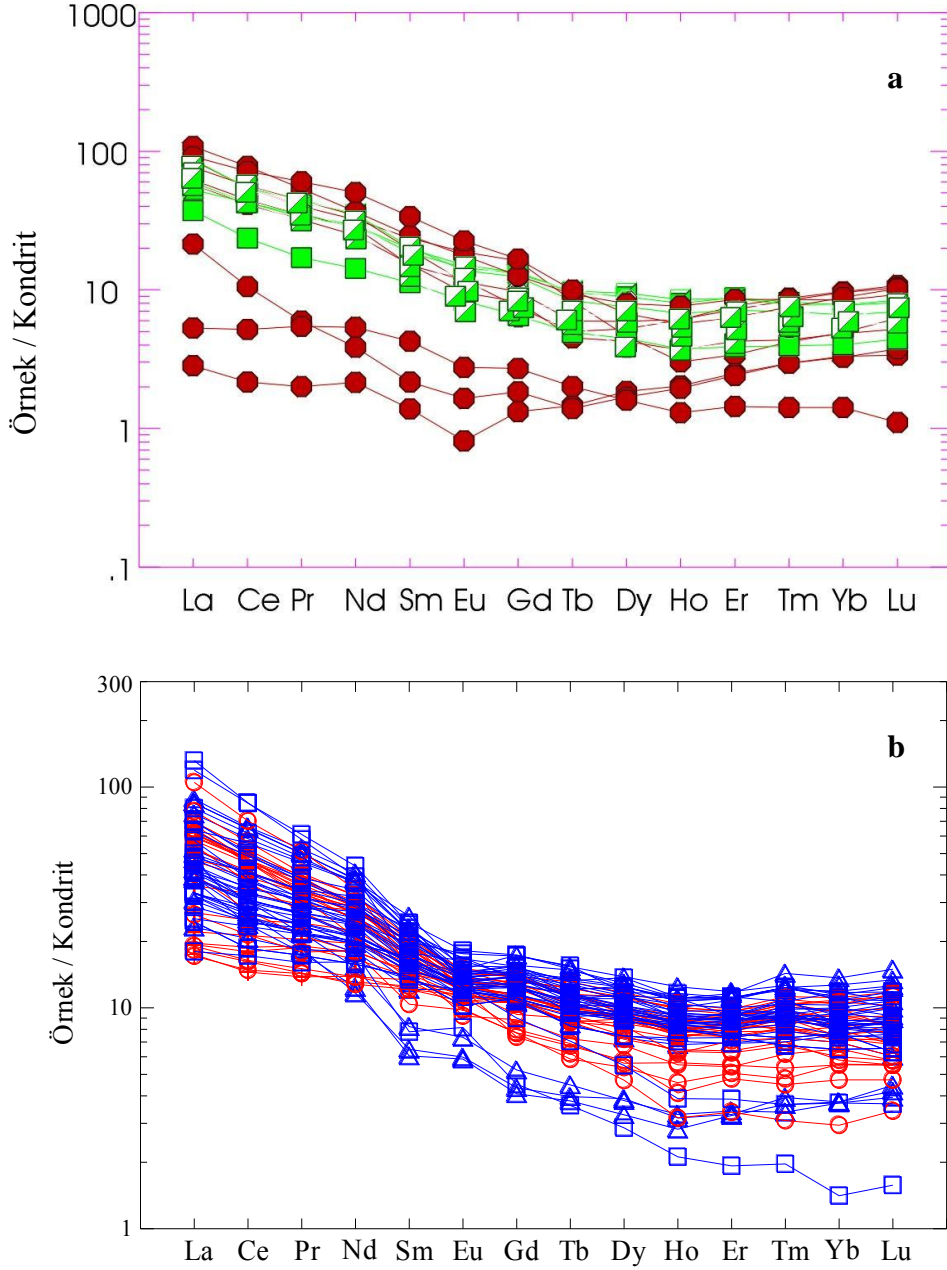 1000
a
100
10
1
.1
Örnek / Kondrit
La Ce Pr Nd Sm Eu Gd Tb Dy Ho Er Tm Yb Lu
300
b
100
10
1
Örnek / Kondrit
La Ce Pr Nd Sm Eu Gd Tb Dy Ho Er Tm Yb Lu